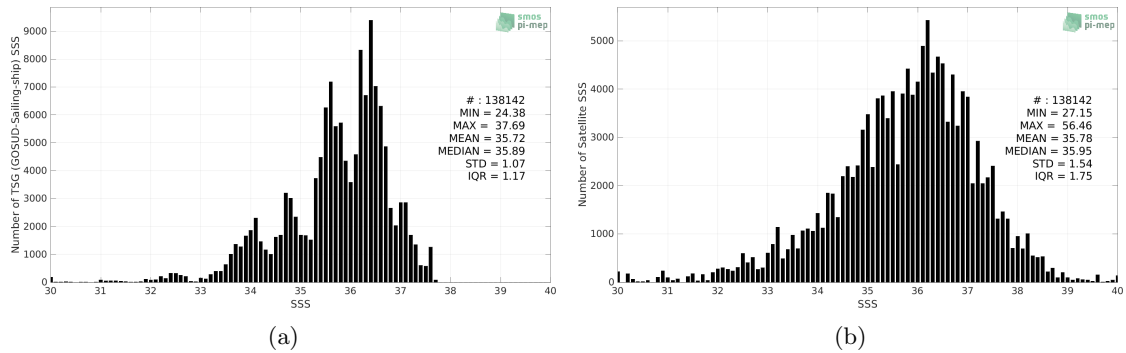 smos
pi-mep
Number of TSG (GOSUD-Sailing-ship) SSS
9000
8000
7000
6000
5000
4000
3000
2000
1000
0
# : 138142
MIN = 24.38
MAX = 37.69
MEAN = 35.72
MEDIAN = 35.89
STD = 1.07
IQR = 1.17
30 31 32 33 34 35 36 37 38 39 40
SSS
(a)
smos
pi-mep
Number of Satellite SSS
5000
4000
3000
2000
1000
0
# : 138142
MIN = 27.15
MAX = 56.46
MEAN = 35.78
MEDIAN = 35.95
STD = 1.54
IQR = 1.75
30 31 32 33 34 35 36 37 38 39 40
SSS
(b)